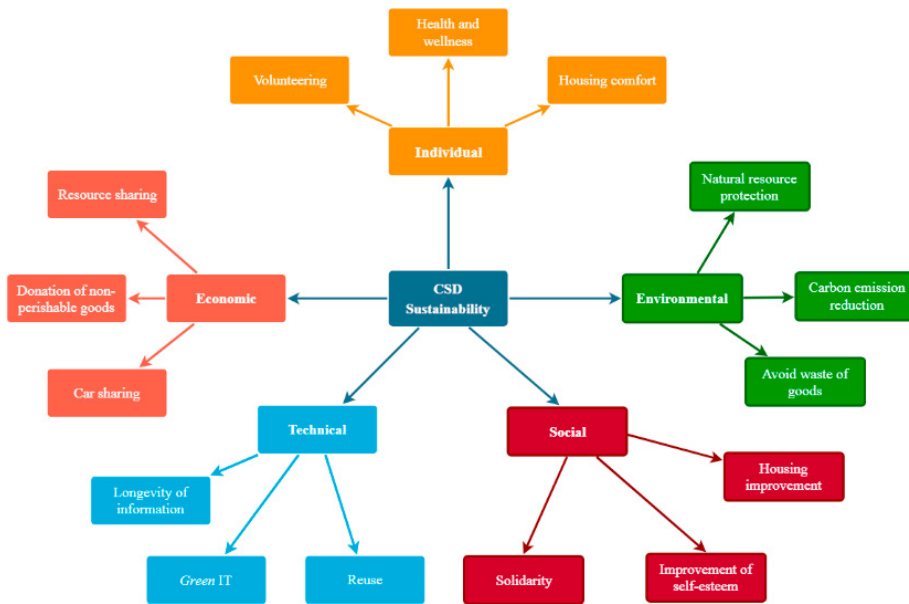 Health and
wellness
Volunteering
Housing comfort
Individual
Resource sharing
Natural resource
protection
Donation of non-
perishable goods
Economic
CSD
Sustainability
Environmental
Carbon emission
reduction
Car sharing
Avoid waste of
goods
Technical
Social
Longevity of
information
Housing
improvement
Green IT
Reuse
Solidarity
Improvement of
self-esteem